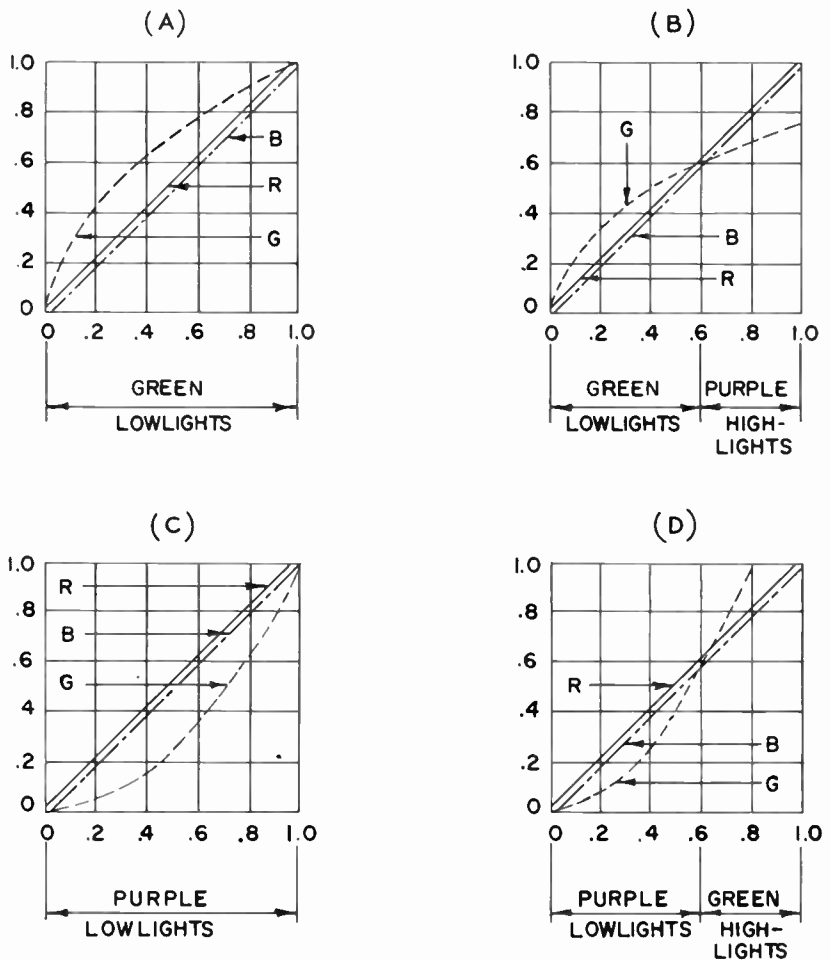 (A)
1.0
.8
.6
.4
.2
0
B
R
G
0 .2 .4 .6 .8 1.0
GREEN
LOWLIGHTS
(B)
1.0
.8
.6
.4
.2
0
G
B
R
0 .2 .4 .6 .8 1.0
GREEN PURPLE
LOWLIGHTS HIGH-
LIGHTS
(C)
1.0
.8
.6
.4
.2
0
R
B
G
0 .2 .4 .6 .8 1.0
PURPLE
LOWLIGHTS
(D)
1.0
.8
.6
.4
.2
0
R
B
G
0 .2 .4 .6 .8 1.0
PURPLE GREEN
LOWLIGHTS HIGH-
LIGHTS